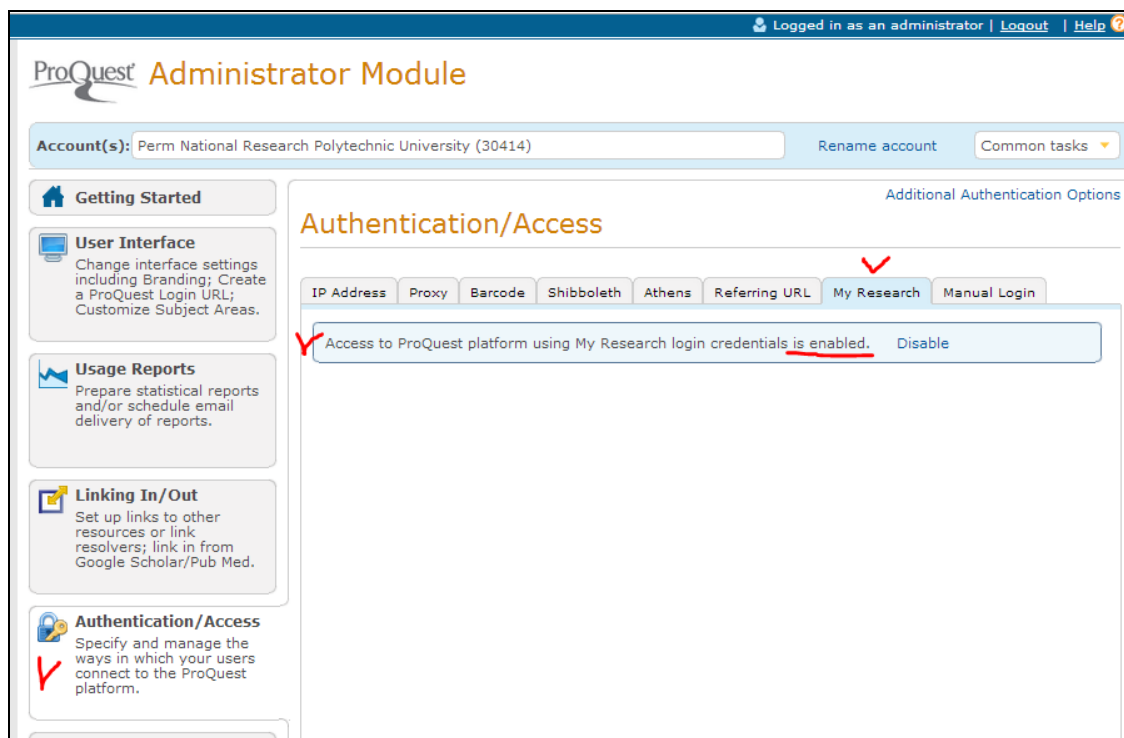 Logged in as an administrator | Logout | Help ?
ProQuest Administrator Module
Account(s): Perm National Research Polytechnic University (30414) Rename account Common tasks
Getting Started
User Interface
Change interface settings
including Branding; Create
a ProQuest Login URL;
Customize Subject Areas.
Usage Reports
Prepare statistical reports
and/or schedule email
delivery of reports.
Linking In/Out
Set up links to other
resources or link
resolvers; link in from
Google Scholar/Pub Med.
Authentication/Access
Specify and manage the
ways in which your users
connect to the ProQuest
platform.
Additional Authentication Options
Authentication/Access
IP Address Proxy Barcode Shibboleth Athens Referring URL My Research Manual Login
Access to ProQuest platform using My Research login credentials is enabled. Disable